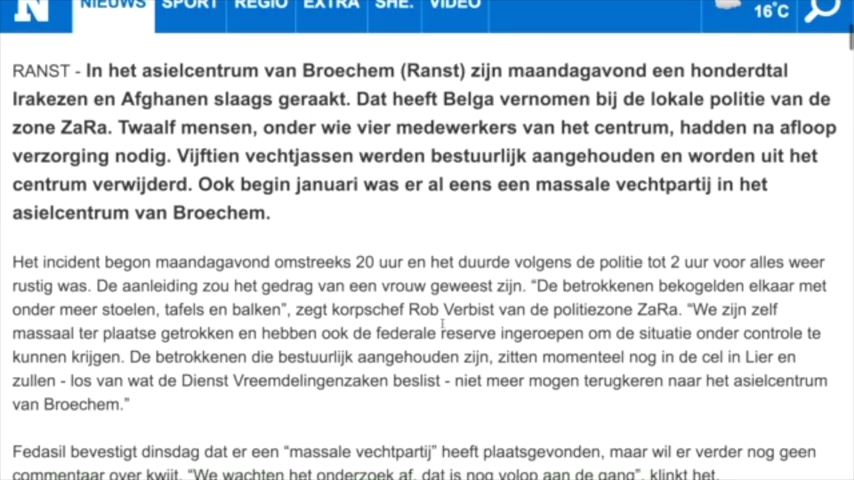 N NIEUWS SPORT REGIO EXTRA SHE. VIDEO 16°C
RANST - In het asielcentrum van Broechem (Ranst) zijn maandagavond een honderdtal
Irakezen en Afghanen slaags geraakt. Dat heeft Belga vernomen bij de lokale politie van de
zone ZaRa. Twaalf mensen, onder wie vier medewerkers van het centrum, hadden na afloop
verzorging nodig. Vijftien vechtjassen werden bestuurlijk aangehouden en worden uit het
centrum verwijderd. Ook begin januari was er al eens een massale vechtpartij in het
asielcentrum van Broechem.
Het incident begon maandagavond omstreeks 20 uur en het duurde volgens de politie tot 2 uur voor alles weer
rustig was. De aanleiding zou het gedrag van een vrouw geweest zijn. “De betrokkenen bekogelden elkaar met
onder meer stoelen, tafels en balken”, zegt korpschef Rob Verbist van de politiezone ZaRa. “We zijn zelf
massaal ter plaatse getrokken en hebben ook de federale reserve ingeroepen om de situatie onder controle te
kunnen krijgen. De betrokkenen die bestuurlijk aangehouden zijn, zitten momenteel nog in de cel in Lier en
zullen - los van wat de Dienst Vreemdelingenzaken beslist - niet meer mogen terugkeren naar het asielcentrum
van Broechem.”
Fedasil bevestigt dinsdag dat er een “massale vechtpartij” heeft plaatsgevonden, maar wil er verder nog geen
commentaar over kwijt. “We wachten het onderzoek af, dat is nog volop aan de gang”, klinkt het.